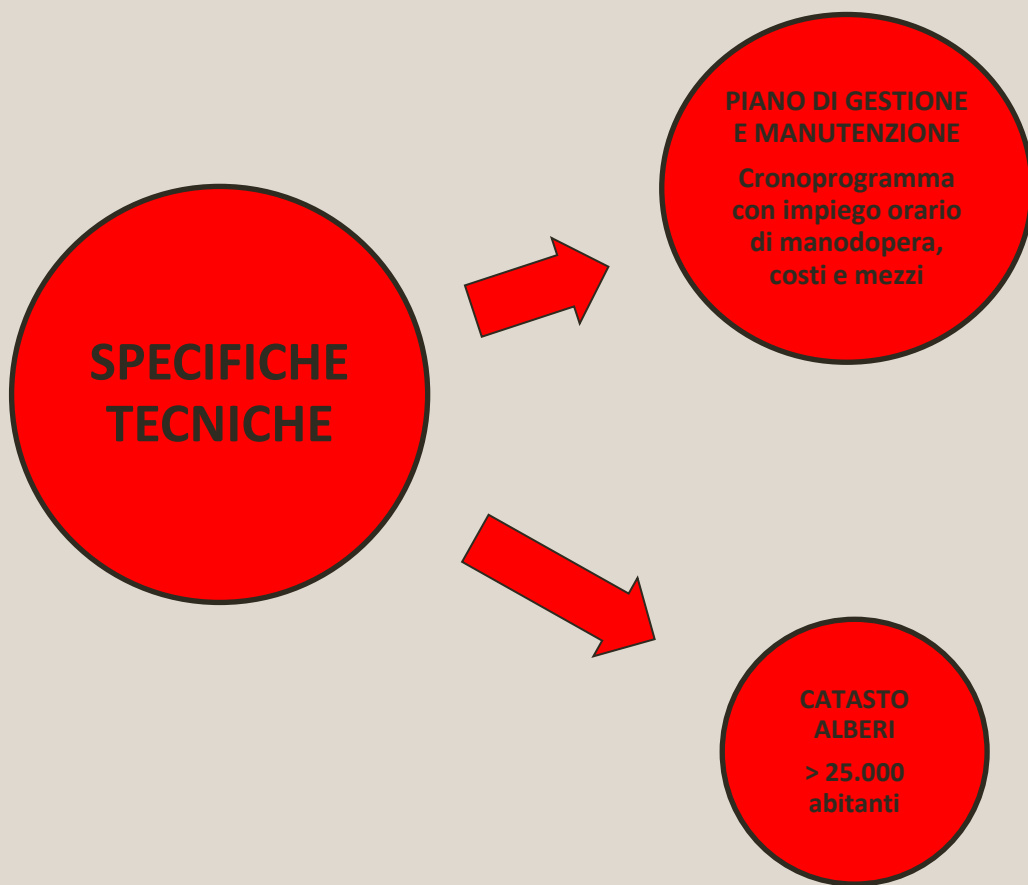 SPECIFICHE
TECNICHE
PIANO DI GESTIONE
E MANUTENZIONE
Cronoprogramma
con impiego orario
di manodopera,
costi e mezzi
CATASTO
ALBERI
> 25.000
abitanti